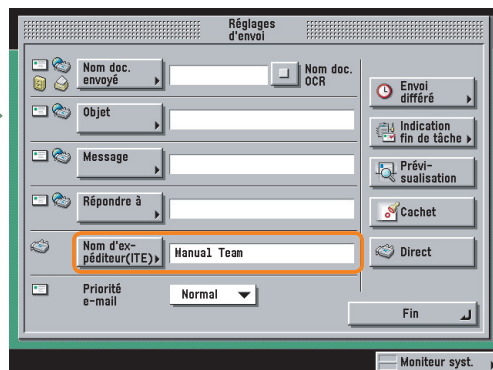 Réglages
d'envoi
Nom doc.
envoyé
Nom doc.
OCR
Objet
Message
Répondre à
Nom d'ex-
péditeur(ITE)
Manual Team
Priorité
e-mail
Normal
Envoi
différé
Indication
fin de tâche
Prévi-
sualisation
Cachet
Direct
Fin
Moniteur syst.